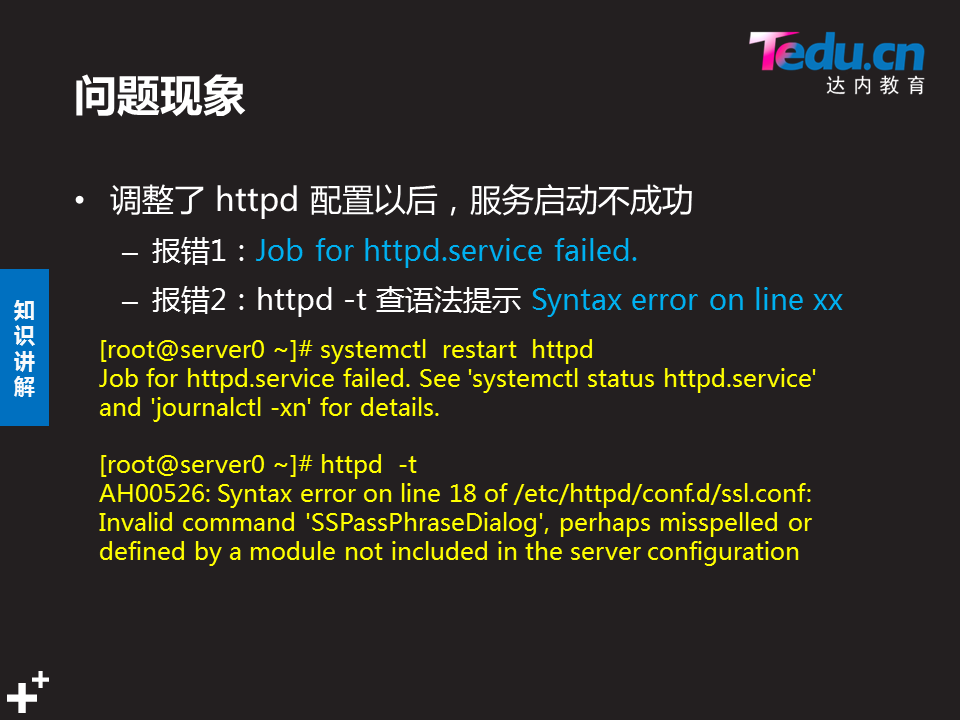 Tedu.cn
达内教育
问题现象
• 调整了 httpd 配置以后，服务启动不成功
– 报错1：Job for httpd.service failed.
– 报错2：httpd -t 查语法提示 Syntax error on line xx
知识讲解
[root@server0 ~]# systemctl restart httpd
Job for httpd.service failed. See 'systemctl status httpd.service'
and 'journalctl -xn' for details.
[root@server0 ~]# httpd -t
AH00526: Syntax error on line 18 of /etc/httpd/conf.d/ssl.conf:
Invalid command 'SSPassPhraseDialog', perhaps misspelled or
defined by a module not included in the server configuration